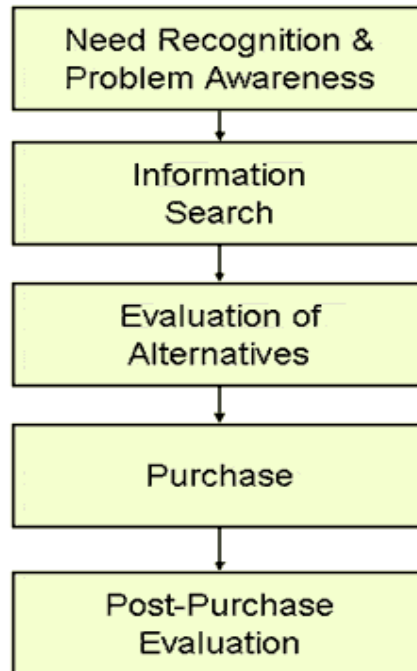 Need Recognition &
Problem Awareness
Information
Search
Evaluation of
Alternatives
Purchase
Post-Purchase
Evaluation